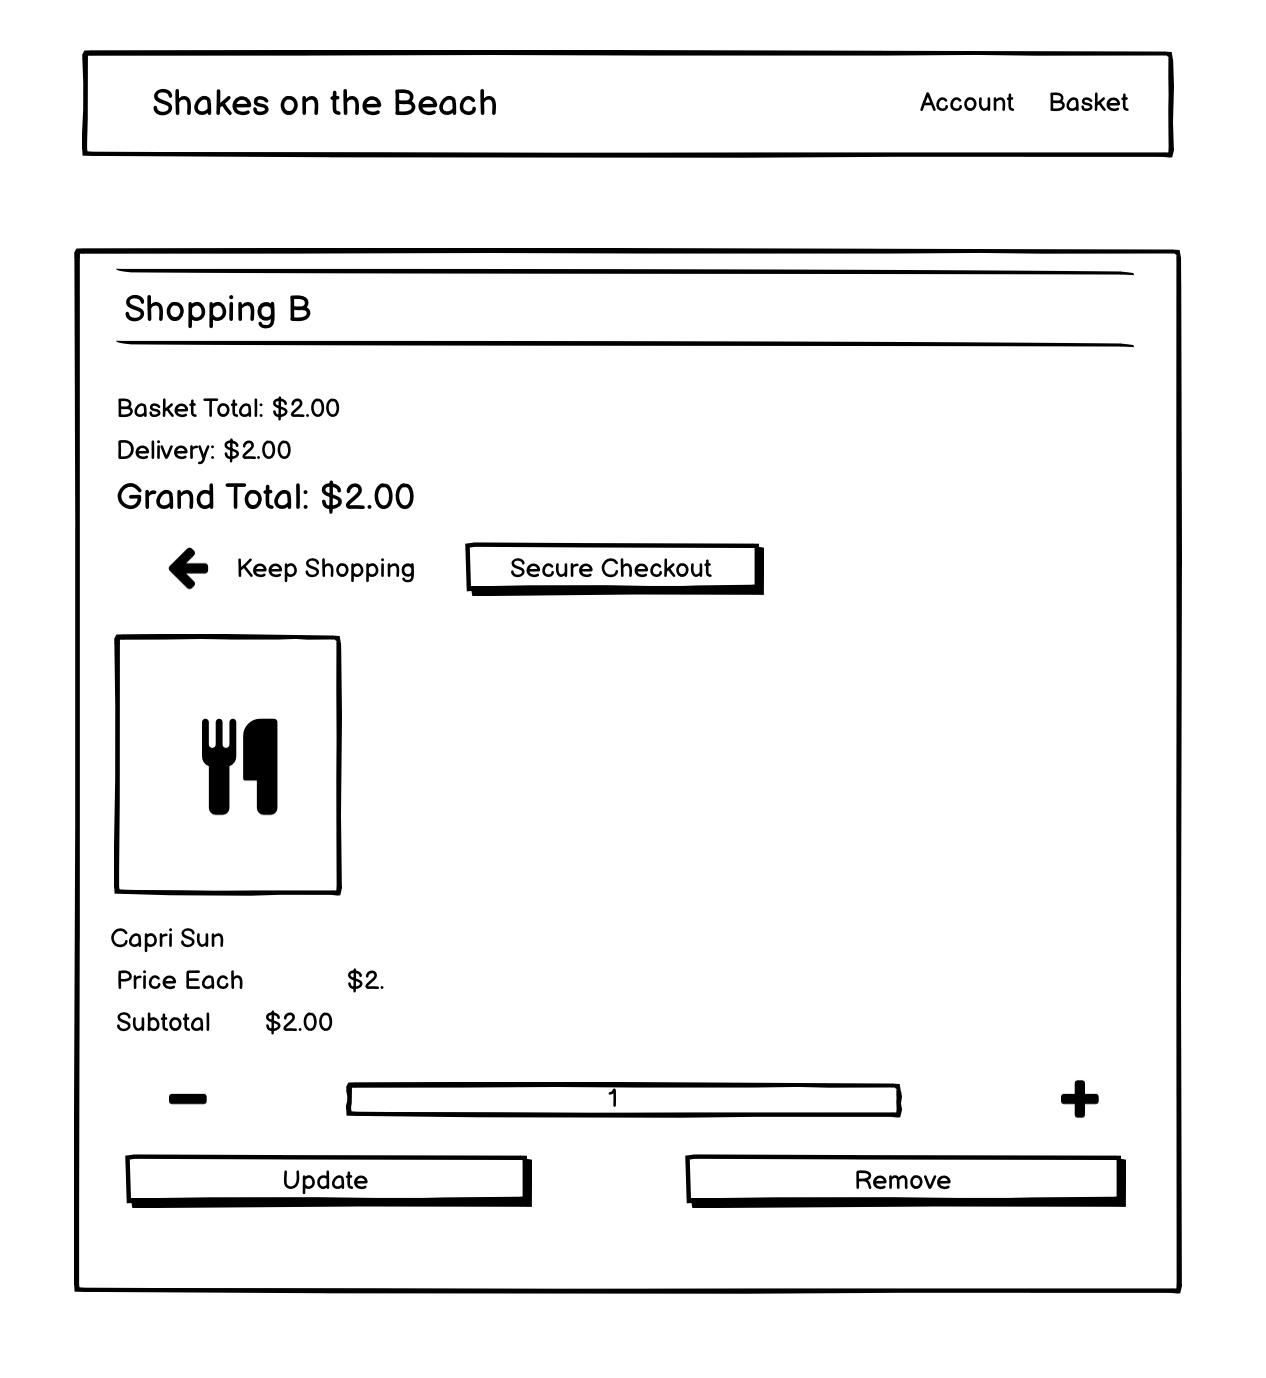 Shakes on the Beach
Account
Basket
Shopping B
Basket Total: $2.00
Delivery: $2.00
Grand Total: $2.00
Keep Shopping
Secure Checkout
Capri Sun
Price Each $2.
Subtotal $2.00
1
Update
Remove